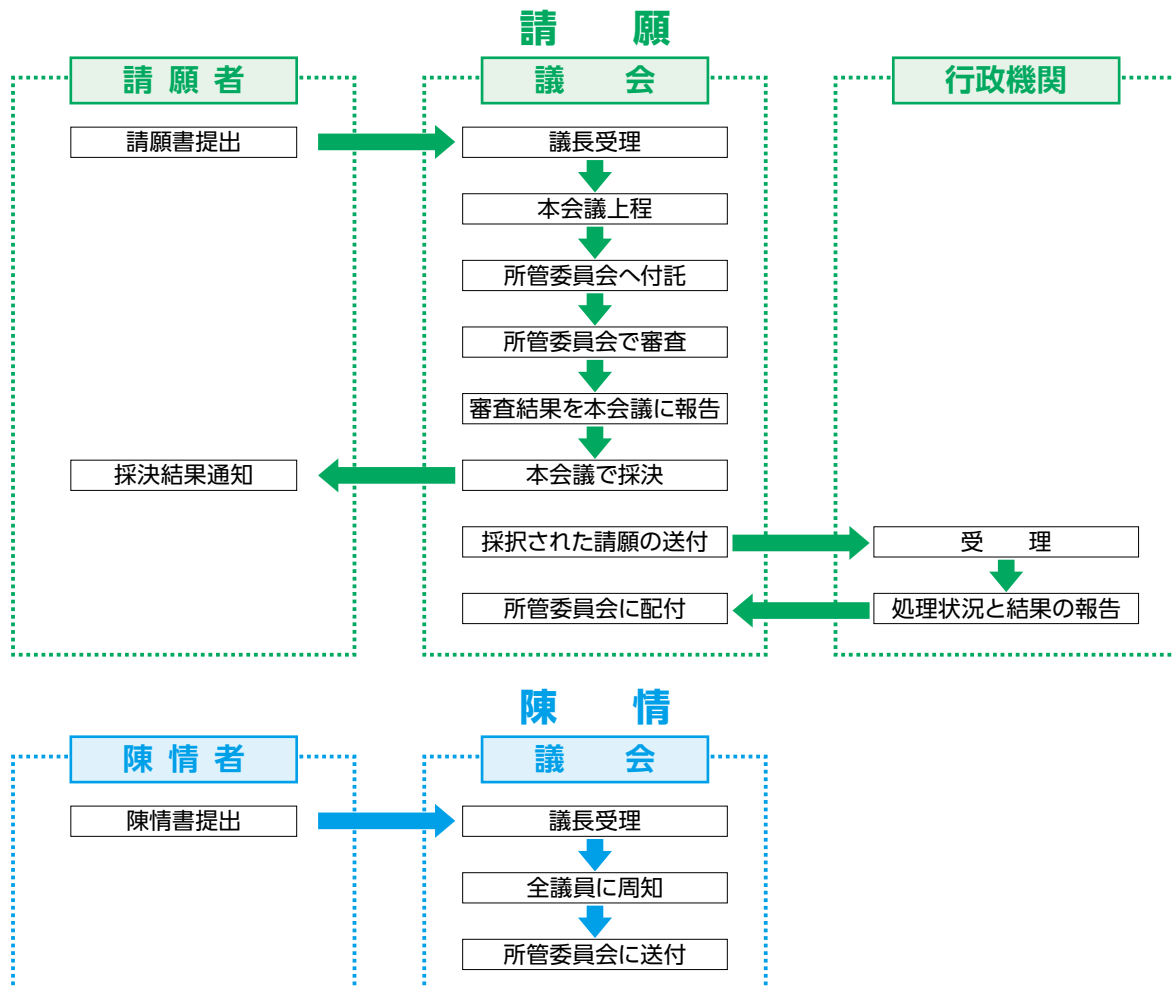 請　願
請 願 者
議　会
行政機関
請願書提出
議長受理
本会議上程
所管委員会へ付託
所管委員会で審査
審査結果を本会議に報告
採決結果通知
本会議で採決
採択された請願の送付
受　理
所管委員会に配付
処理状況と結果の報告
陳　情
陳 情 者
議　会
陳情書提出
議長受理
全議員に周知
所管委員会に送付